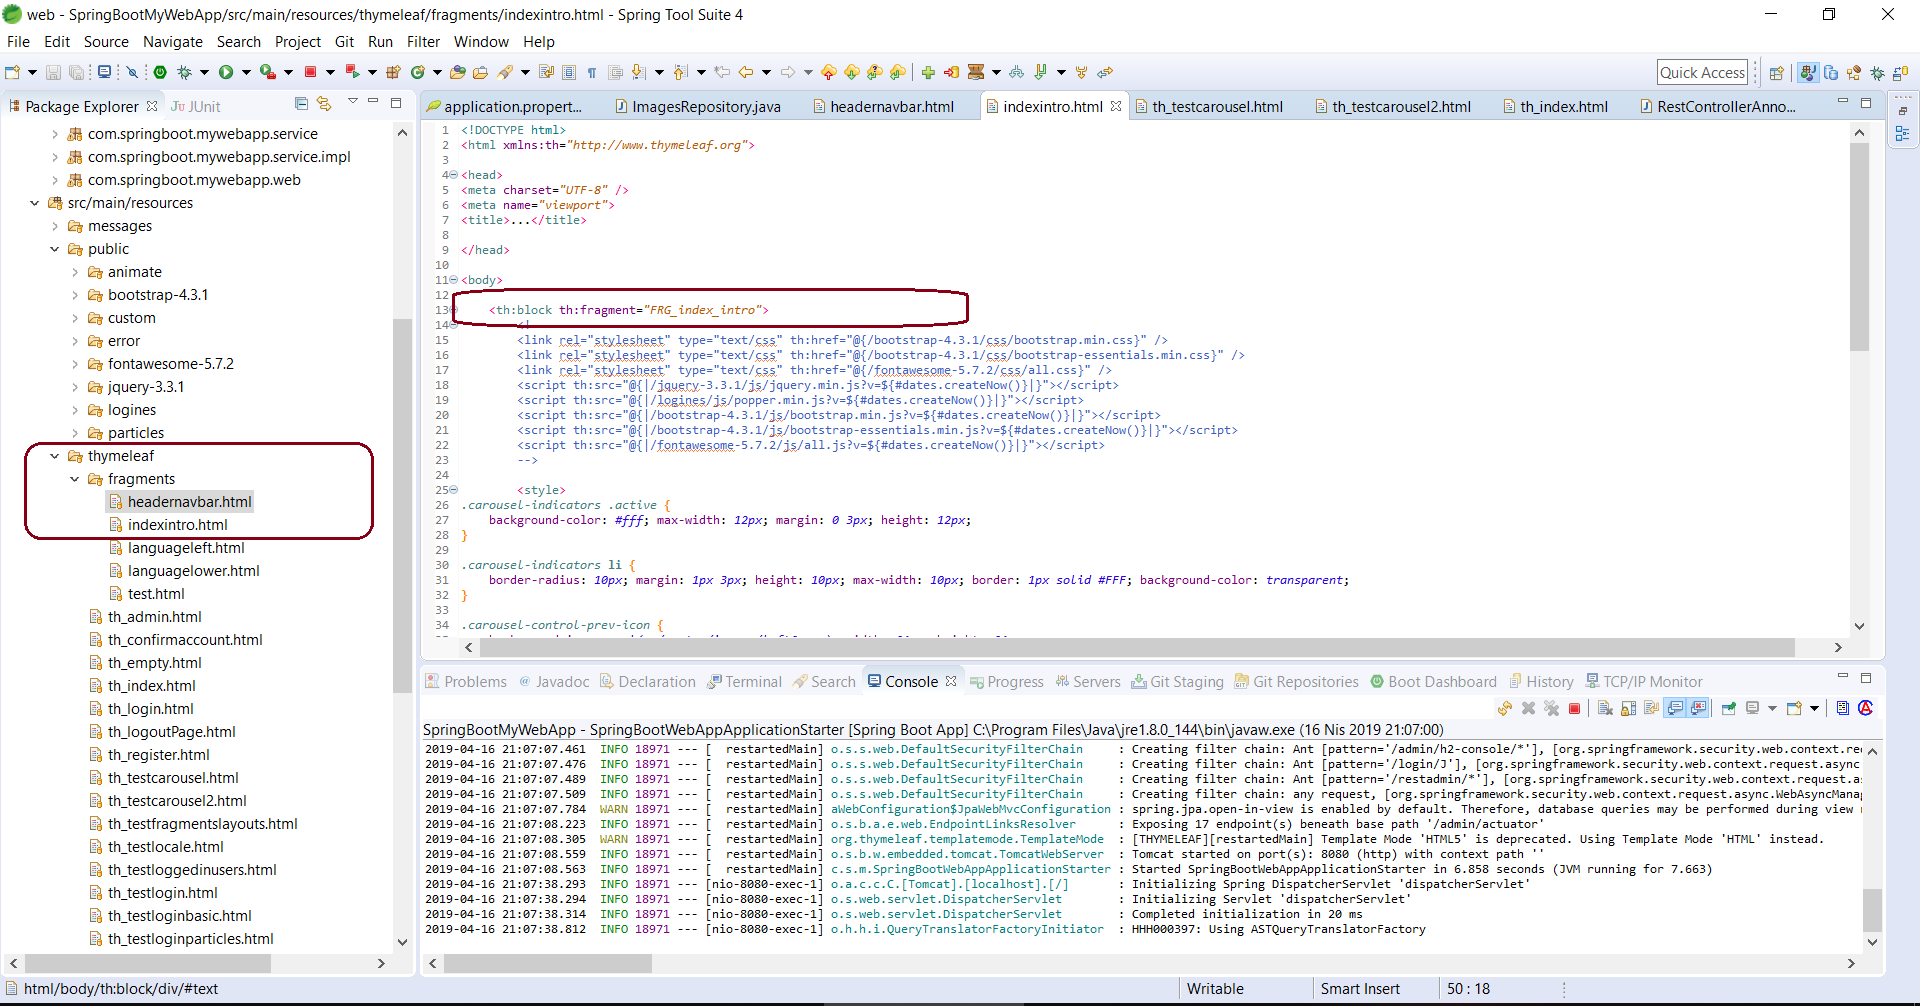 web - SpringBootMyWebApp/src/main/resources/thymeleaf/fragments/indexintro.html - Spring Tool Suite 4
File Edit Source Navigate Search Project Git Run Filter Window Help
Quick Access
Package Explorer JUnit
com.springboot.mywebapp.service
com.springboot.mywebapp.service.impl
com.springboot.mywebapp.web
src/main/resources
messages
public
animate
bootstrap-4.3.1
custom
error
fontawesome-5.7.2
jquery-3.3.1
logines
particles
thymeleaf
fragments
headernavbar.html
indexintro.html
languageleft.html
languagelower.html
test.html
th_admin.html
th_confirmaccount.html
th_empty.html
th_index.html
th_login.html
th_logoutPage.html
th_register.html
th_testcarousel.html
th_testcarousel2.html
th_testfragmentslayouts.html
th_testlocale.html
th_testloggedinusers.html
th_testlogin.html
th_testloginbasic.html
th_testloginparticles.html
application.propert... ImagesRepository.java headernavbar.html indexintro.html th_testcarousel.html th_testcarousel2.html th_index.html RestControllerAnno...
1 <!DOCTYPE html>
2 <html xmlns:th="http://www.thymeleaf.org">
3
4 <head>
5 <meta charset="UTF-8" />
6 <meta name="viewport">
7 <title>...</title>
8
9 </head>
10
11 <body>
12
13 <th:block th:fragment="FRG_index_intro">
14
15 <link rel="stylesheet" type="text/css" th:href="@{/bootstrap-4.3.1/css/bootstrap.min.css}" />
16 <link rel="stylesheet" type="text/css" th:href="@{/bootstrap-4.3.1/css/bootstrap-essentials.min.css}" />
17 <link rel="stylesheet" type="text/css" th:href="@{/fontawesome-5.7.2/css/all.css}" />
18 <script th:src="@{|/jquery-3.3.1/js/jquery.min.js?v=${#dates.createNow()}|}"></script>
19 <script th:src="@{|/logines/js/popper.min.js?v=${#dates.createNow()}|}"></script>
20 <script th:src="@{|/bootstrap-4.3.1/js/bootstrap.min.js?v=${#dates.createNow()}|}"></script>
21 <script th:src="@{|/bootstrap-4.3.1/js/bootstrap-essentials.min.js?v=${#dates.createNow()}|}"></script>
22 <script th:src="@{|/fontawesome-5.7.2/js/all.js?v=${#dates.createNow()}|}"></script>
23 -->
24
25 <style>
26 .carousel-indicators .active {
27 background-color: #fff; max-width: 12px; margin: 0 3px; height: 12px;
28 }
29
30 .carousel-indicators li {
31 border-radius: 10px; margin: 1px 3px; height: 10px; max-width: 10px; border: 1px solid #FFF; background-color: transparent;
32 }
33
34 .carousel-control-prev-icon {
Problems Javadoc Declaration Terminal Search Console Progress Servers Git Staging Git Repositories Boot Dashboard History TCP/IP Monitor
SpringBootMyWebApp - SpringBootWebAppApplicationStarter [Spring Boot App] C:\Program Files\Java\jre1.8.0_144\bin\javaw.exe (16 Nis 2019 21:07:00)
2019-04-16 21:07:07.461 INFO 18971 --- [ restartedMain] o.s.s.web.DefaultSecurityFilterChain : Creating filter chain: Ant [pattern='/admin/h2-console/*'], [org.springframework.security.web.context.re
2019-04-16 21:07:07.476 INFO 18971 --- [ restartedMain] o.s.s.web.DefaultSecurityFilterChain : Creating filter chain: Ant [pattern='/login/J'], [org.springframework.security.web.context.request.async
2019-04-16 21:07:07.489 INFO 18971 --- [ restartedMain] o.s.s.web.DefaultSecurityFilterChain : Creating filter chain: Ant [pattern='/restadmin/*'], [org.springframework.security.web.context.request.as
2019-04-16 21:07:07.509 INFO 18971 --- [ restartedMain] o.s.s.web.DefaultSecurityFilterChain : Creating filter chain: any request, [org.springframework.security.web.context.request.async.WebAsyncManag
2019-04-16 21:07:07.784 WARN 18971 --- [ restartedMain] aWebConfiguration$JpaWebMvcConfiguration : spring.jpa.open-in-view is enabled by default. Therefore, database queries may be performed during view
2019-04-16 21:07:08.223 INFO 18971 --- [ restartedMain] o.s.b.a.e.web.EndpointLinksResolver : Exposing 17 endpoint(s) beneath base path '/admin/actuator'
2019-04-16 21:07:08.305 WARN 18971 --- [ restartedMain] org.thymeleaf.templatemode.TemplateMode : [THYMELEAF][restartedMain] Template Mode 'HTML5' is deprecated. Using Template Mode 'HTML' instead.
2019-04-16 21:07:08.559 INFO 18971 --- [ restartedMain] o.s.b.w.embedded.tomcat.TomcatWebServer : Tomcat started on port(s): 8080 (http) with context path ''
2019-04-16 21:07:08.563 INFO 18971 --- [ restartedMain] c.s.m.SpringBootWebAppApplicationStarter : Started SpringBootWebAppApplicationStarter in 6.858 seconds (JVM running for 7.663)
2019-04-16 21:07:38.293 INFO 18971 --- [nio-8080-exec-1] o.a.c.c.C.[Tomcat].[localhost].[/] : Initializing Spring DispatcherServlet 'dispatcherServlet'
2019-04-16 21:07:38.294 INFO 18971 --- [nio-8080-exec-1] o.s.web.servlet.DispatcherServlet : Initializing Servlet 'dispatcherServlet'
2019-04-16 21:07:38.314 INFO 18971 --- [nio-8080-exec-1] o.s.web.servlet.DispatcherServlet : Completed initialization in 20 ms
2019-04-16 21:07:38.812 INFO 18971 --- [nio-8080-exec-1] o.h.h.i.QueryTranslatorFactoryInitiator : HHH000397: Using ASTQueryTranslatorFactory
html/body/th:block/div/#text Writable Smart Insert 50 : 18